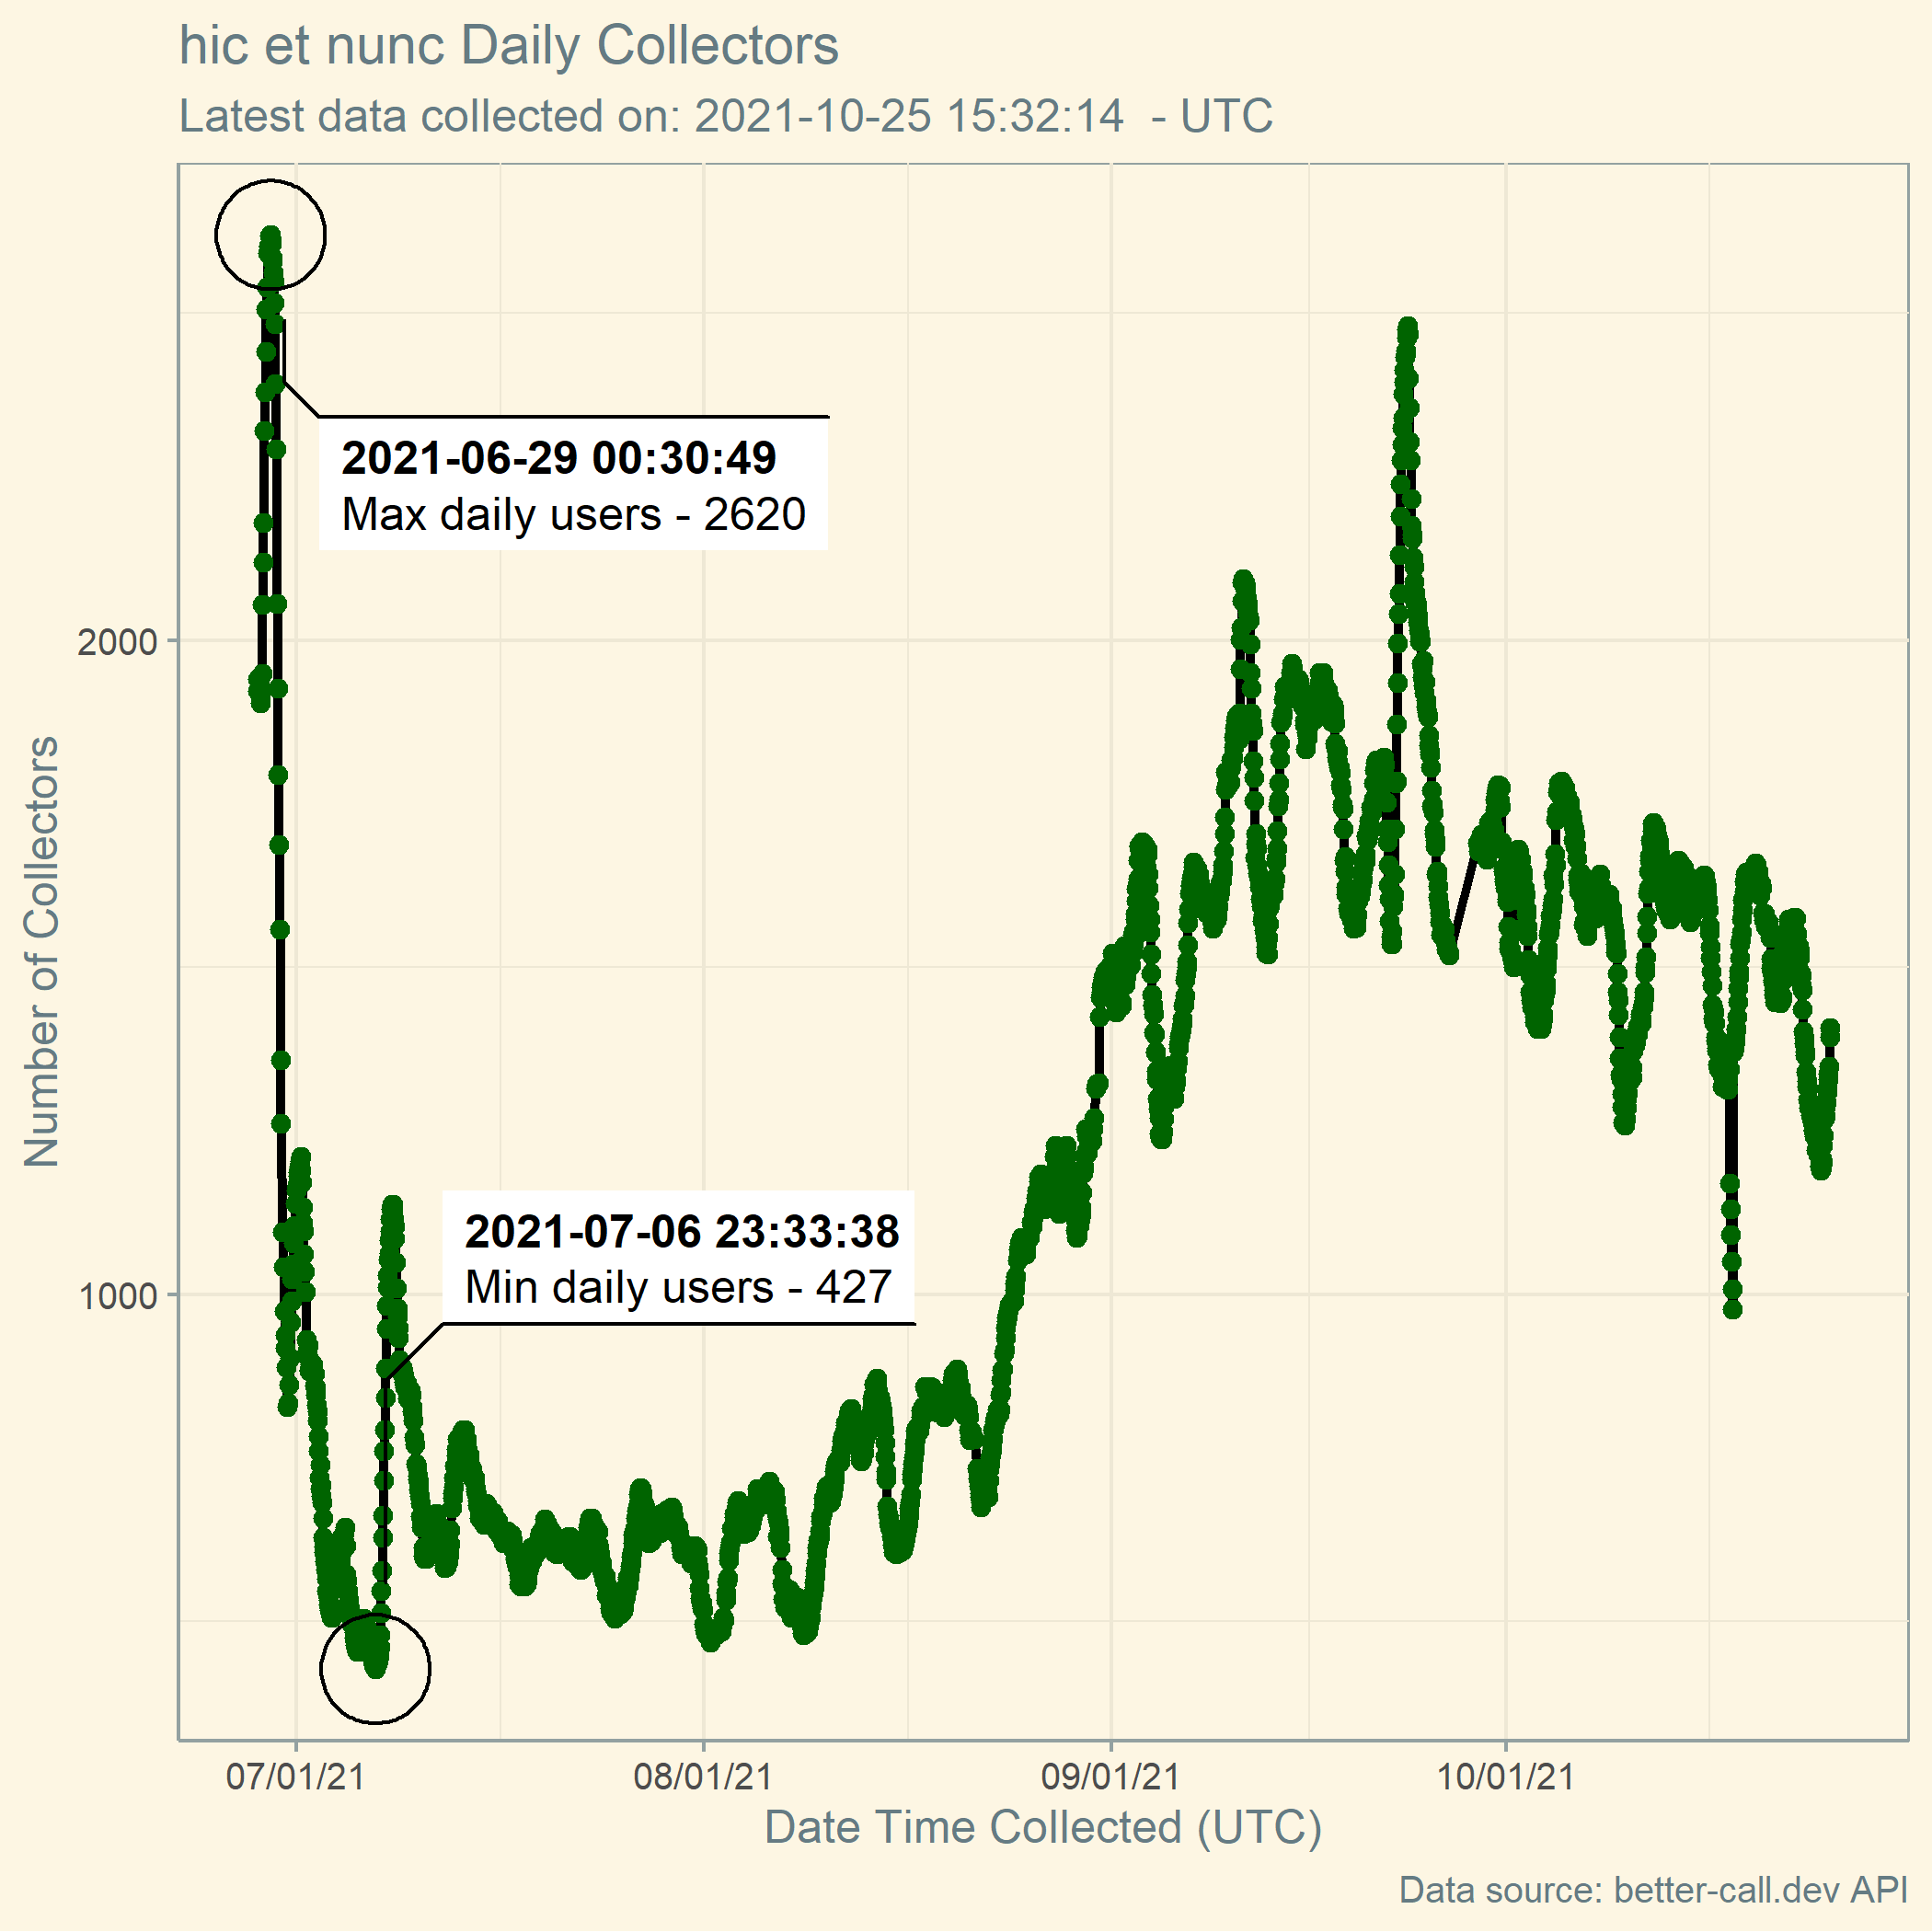 hic et nunc Daily Collectors
Latest data collected on: 2021-10-25 15:32:14  - UTC
2021-06-29 00:30:49
Max daily users - 2620
2000
Number of Collectors
2021-07-06 23:33:38
Min daily users - 427
1000
07/01/21
08/01/21
09/01/21
10/01/21
Date Time Collected (UTC)
Data source: better-call.dev API